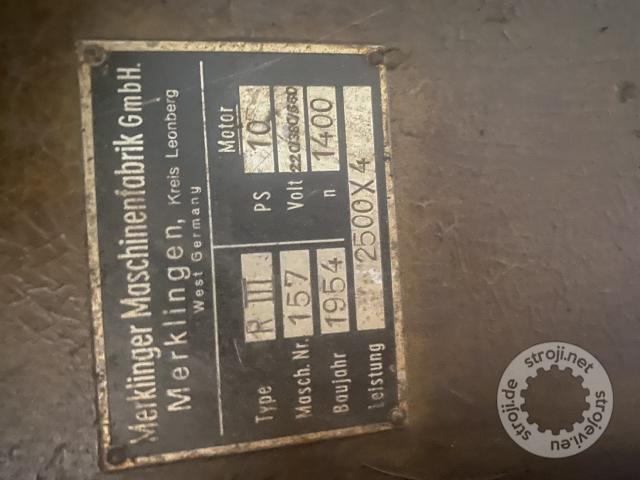 Merklinger Maschinenfabrik GmbH.
Merklingen, Kreis Leonberg
West Germany
Motor
Type R III PS 10
Masch. Nr. 157 Volt 220/380/660
Baujahr 1954 n 1400
Leistung 2500X4
stroji.net
stroji.de
strojevi.eu